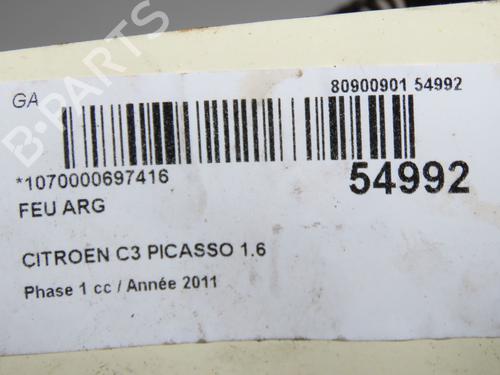 GA
80900901 54992
*1070000697416
54992
FEU ARG
CITROEN C3 PICASSO 1.6
Phase 1 cc / Année 2011
B-PARTS